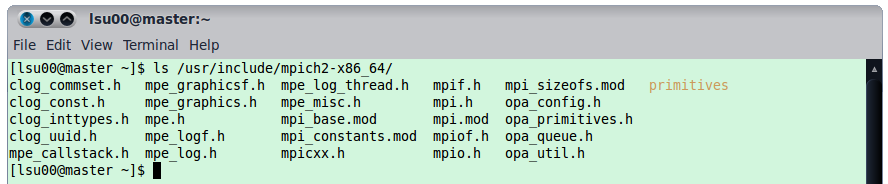 lsu00@master:~
File Edit View Terminal Help
[lsu00@master ~]$ ls /usr/include/mpich2-x86_64/
clog_commset.h mpe_graphicsf.h mpe_log_thread.h mpif.h mpi_sizeofs.mod primitives
clog_const.h mpe_graphics.h mpe_misc.h mpi.h opa_config.h
clog_inttypes.h mpe.h mpi_base.mod mpi.mod opa_primitives.h
clog_uuid.h mpe_logf.h mpi_constants.mod mpiof.h opa_queue.h
mpe_callstack.h mpe_log.h mpicxx.h mpio.h opa_util.h
[lsu00@master ~]$